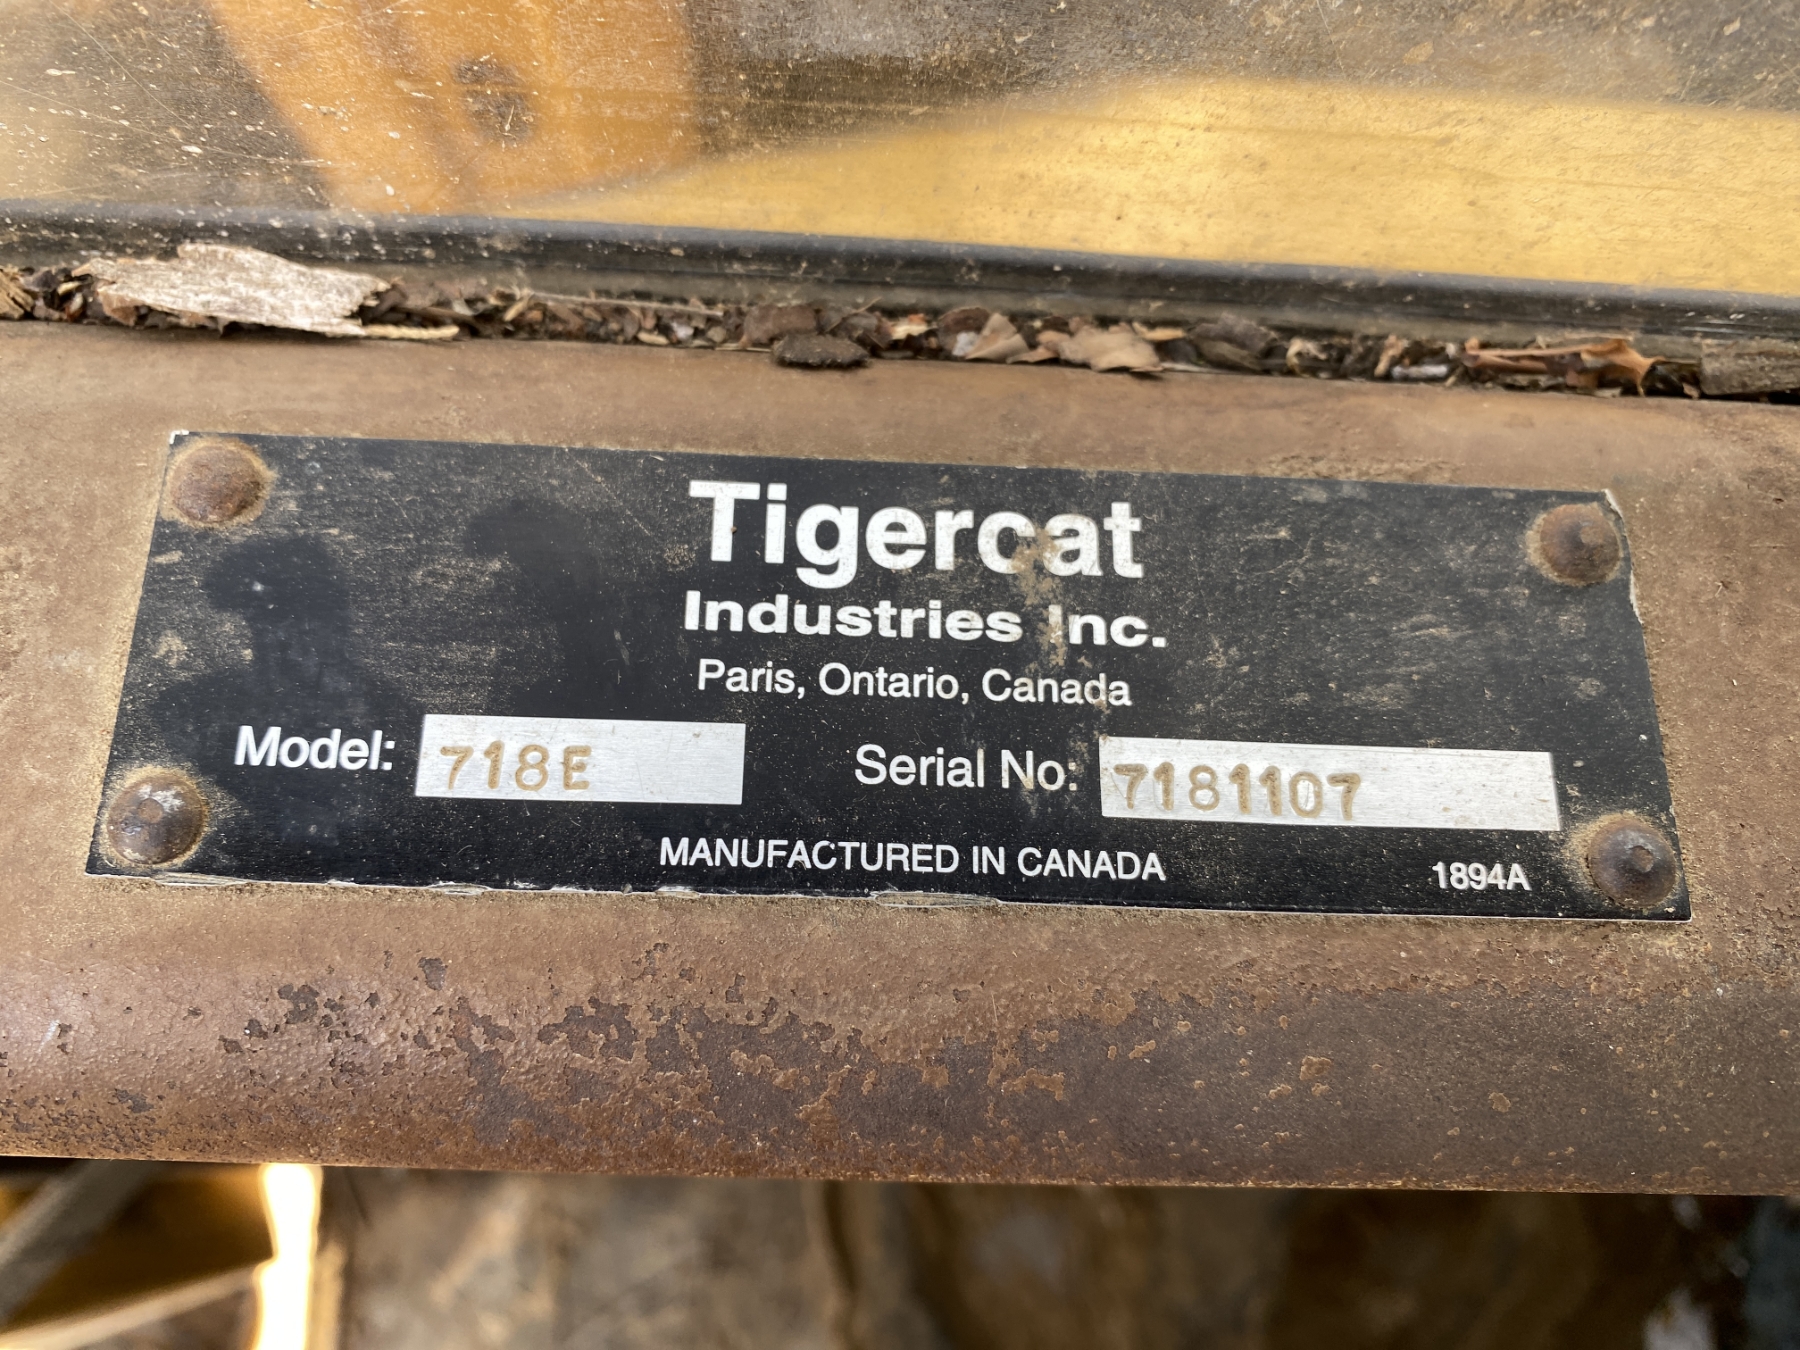 Tigercat
Industries Inc.
Paris, Ontario, Canada
Model: 718E Serial No: 7181107
MANUFACTURED IN CANADA 1894A